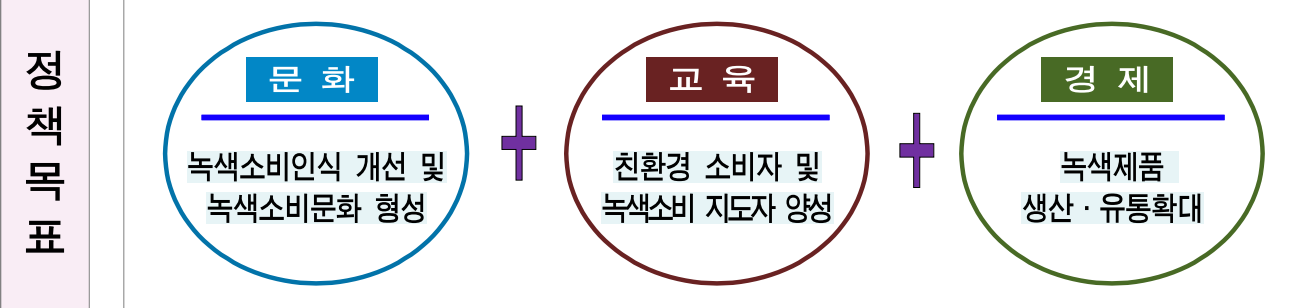 정
책
목
표
문 화
녹색소비인식 개선 및
녹색소비문화 형성
교 육
친환경 소비자 및
녹색소비 지도자 양성
경 제
녹색제품
생산 · 유통확대